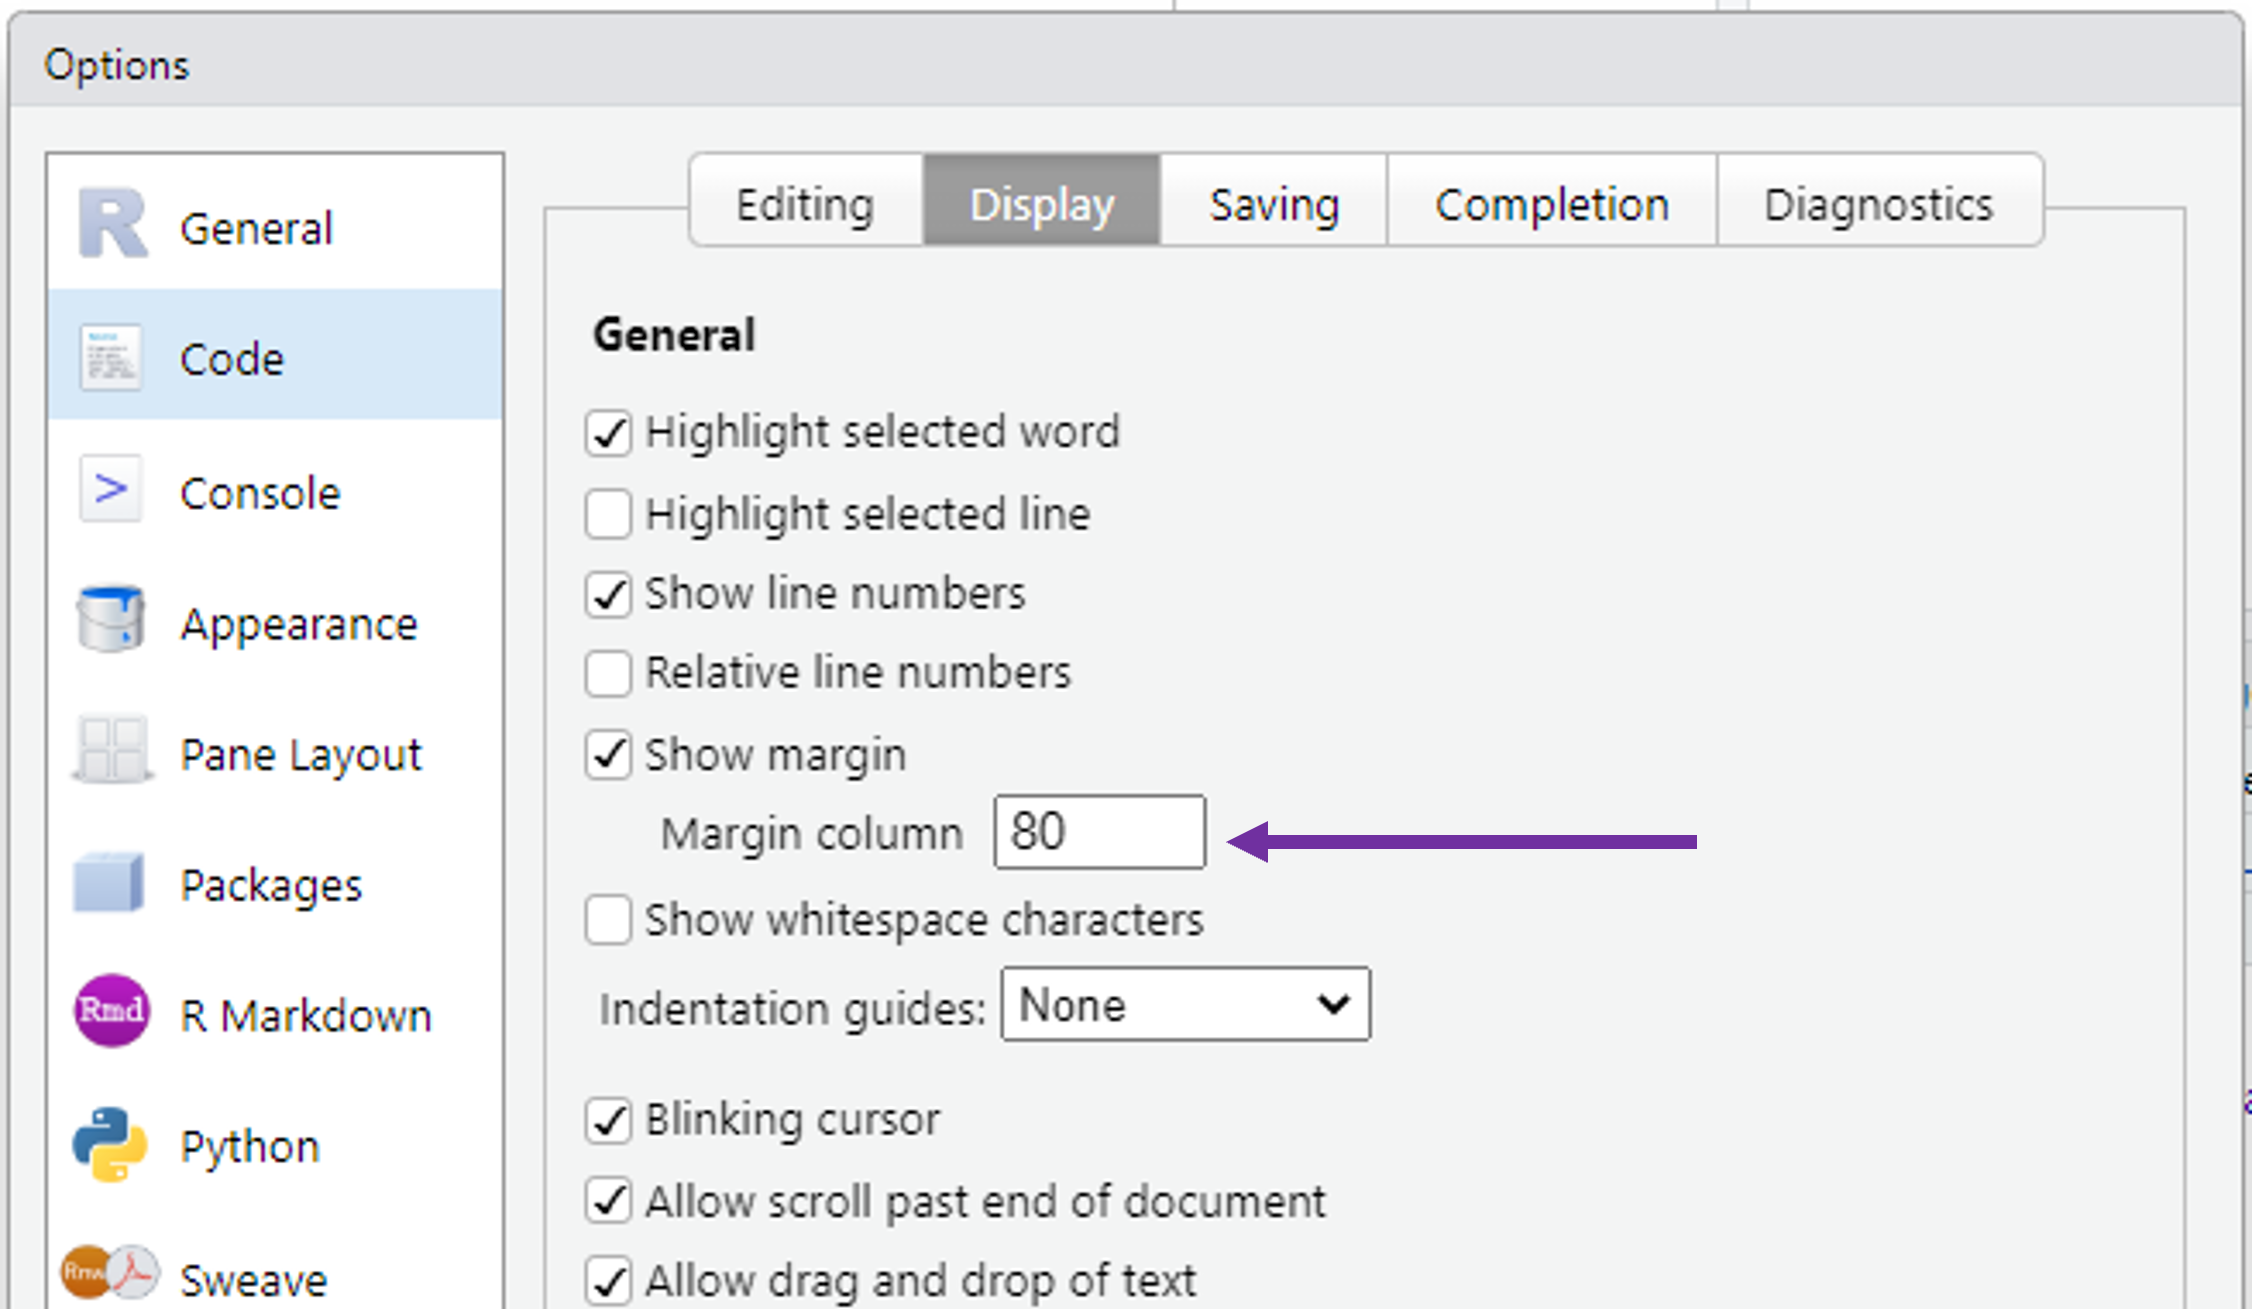 Options
General
Code
Console
Appearance
Pane Layout
Packages
Rmd R Markdown
Python
Rnw Sweave
Editing Display Saving Completion Diagnostics
General
Highlight selected word
Highlight selected line
Show line numbers
Relative line numbers
Show margin
Margin column 80
Show whitespace characters
Indentation guides: None
Blinking cursor
Allow scroll past end of document
Allow drag and drop of text